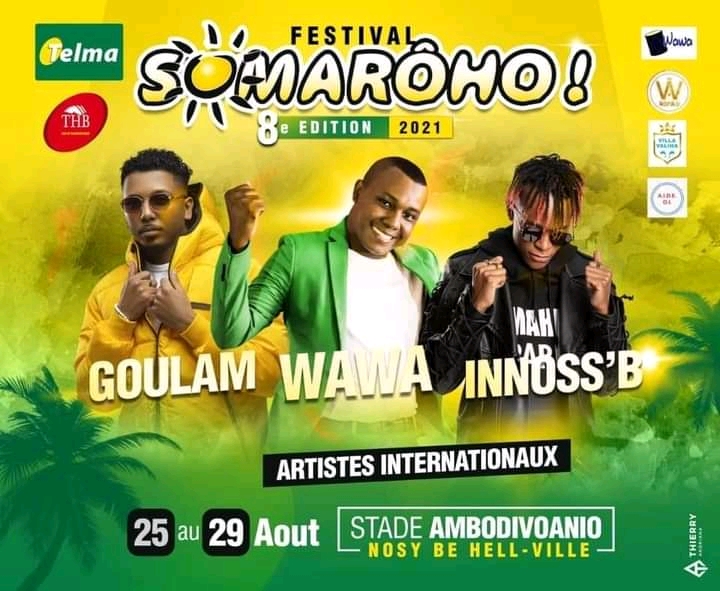 Telma
THB
FESTIVAL
SOMARÔHO !
8e EDITION 2021
Wawa
W
VILLA
VALIHA
GOULAM WAWA INNOSS'B
ARTISTES INTERNATIONAUX
25 au 29 Aout
STADE AMBODIVOANIO
NOSY BE HELL-VILLE
THIERRY